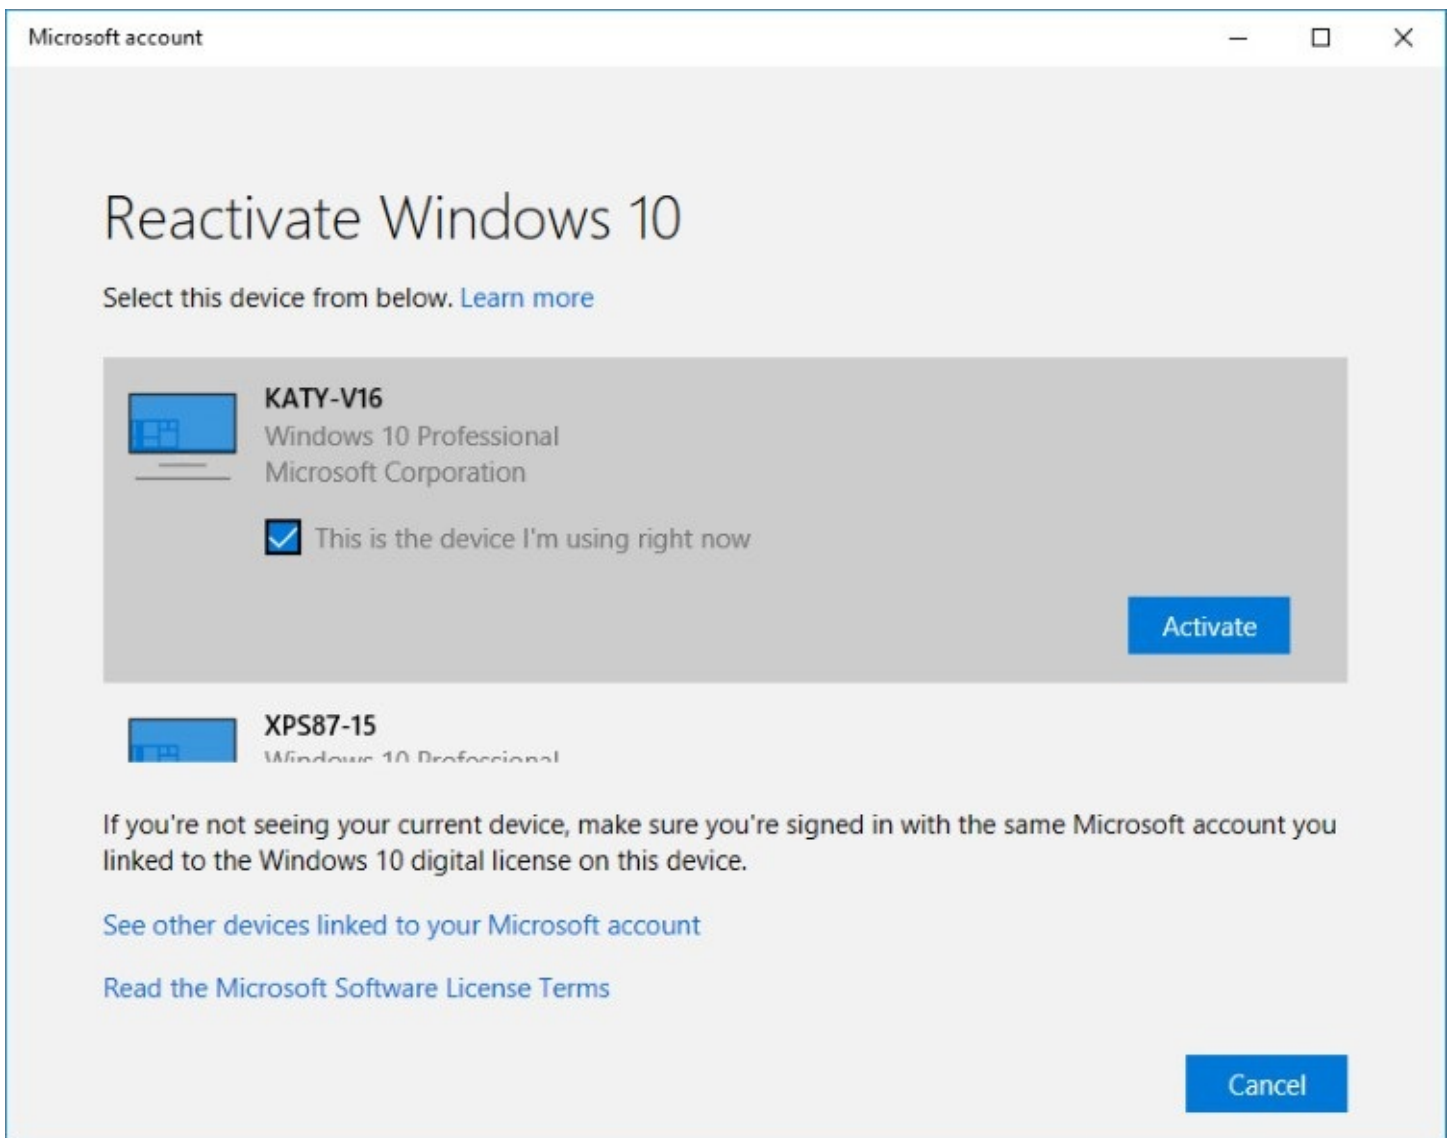 Microsoft account
Reactivate Windows 10
Select this device from below. Learn more
KATY-V16
Windows 10 Professional
Microsoft Corporation
This is the device I'm using right now
Activate
XPS87-15
Windows 10 Professional
If you're not seeing your current device, make sure you're signed in with the same Microsoft account you
linked to the Windows 10 digital license on this device.
See other devices linked to your Microsoft account
Read the Microsoft Software License Terms
Cancel